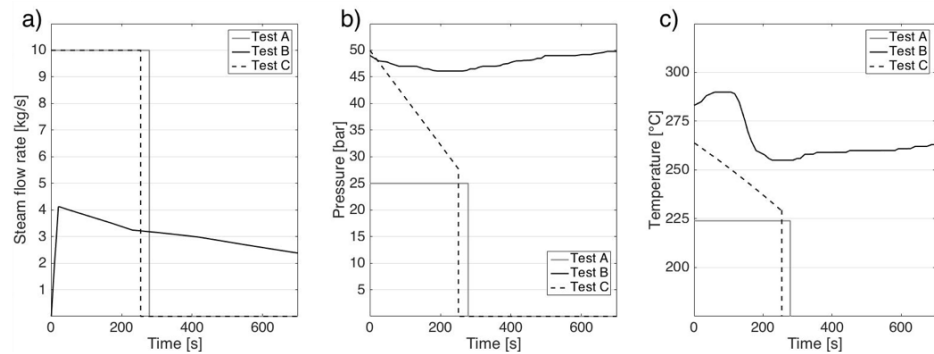 a)
Steam flow rate [kg/s]
10
9
8
7
6
5
4
3
2
1
0
200
400
600
Time [s]
Test A
Test B
Test C
b)
Pressure [bar]
50
45
40
35
30
25
20
15
10
5
0
200
400
600
Time [s]
Test A
Test B
Test C
c)
Temperature [°C]
300
275
250
225
200
0
200
400
600
Time [s]
Test A
Test B
Test C